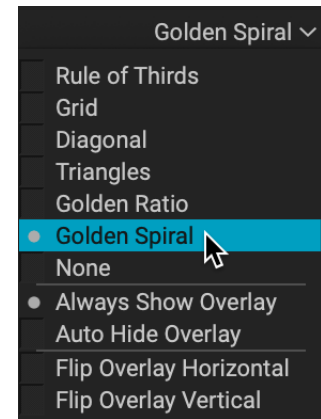 Golden Spiral
Rule of Thirds
Grid
Diagonal
Triangles
Golden Ratio
Golden Spiral
None
Always Show Overlay
Auto Hide Overlay
Flip Overlay Horizontal
Flip Overlay Vertical